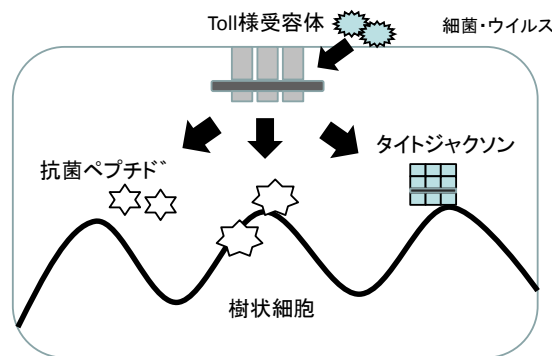 Toll様受容体
細菌・ウイルス
抗菌ペプチド゛
タイトジャクソン
樹状細胞